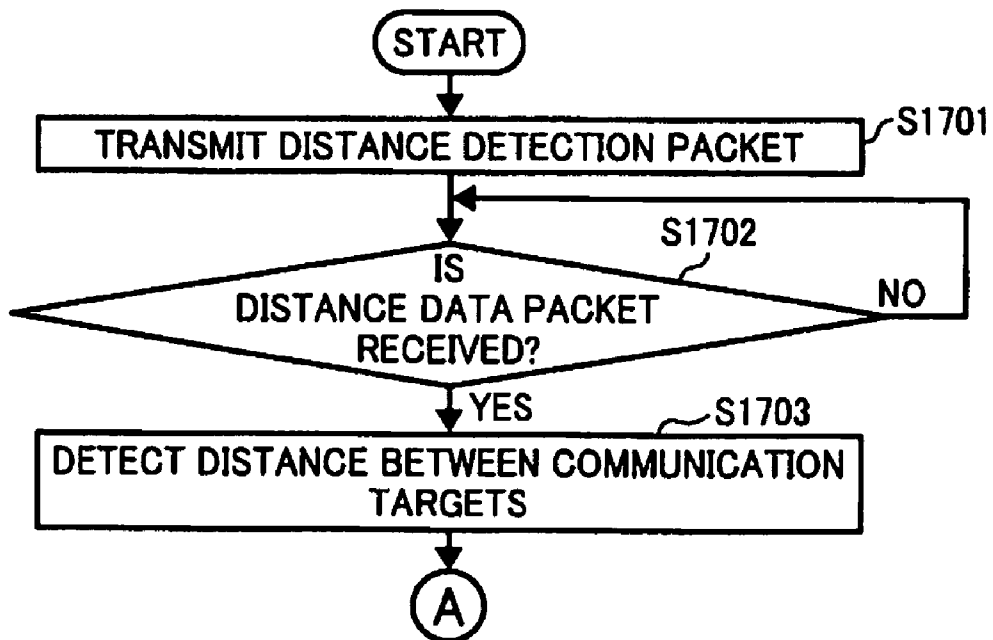 START
TRANSMIT DISTANCE DETECTION PACKET
S1701
S1702
IS
DISTANCE DATA PACKET
RECEIVED?
NO
YES
S1703
DETECT DISTANCE BETWEEN COMMUNICATION
TARGETS
A